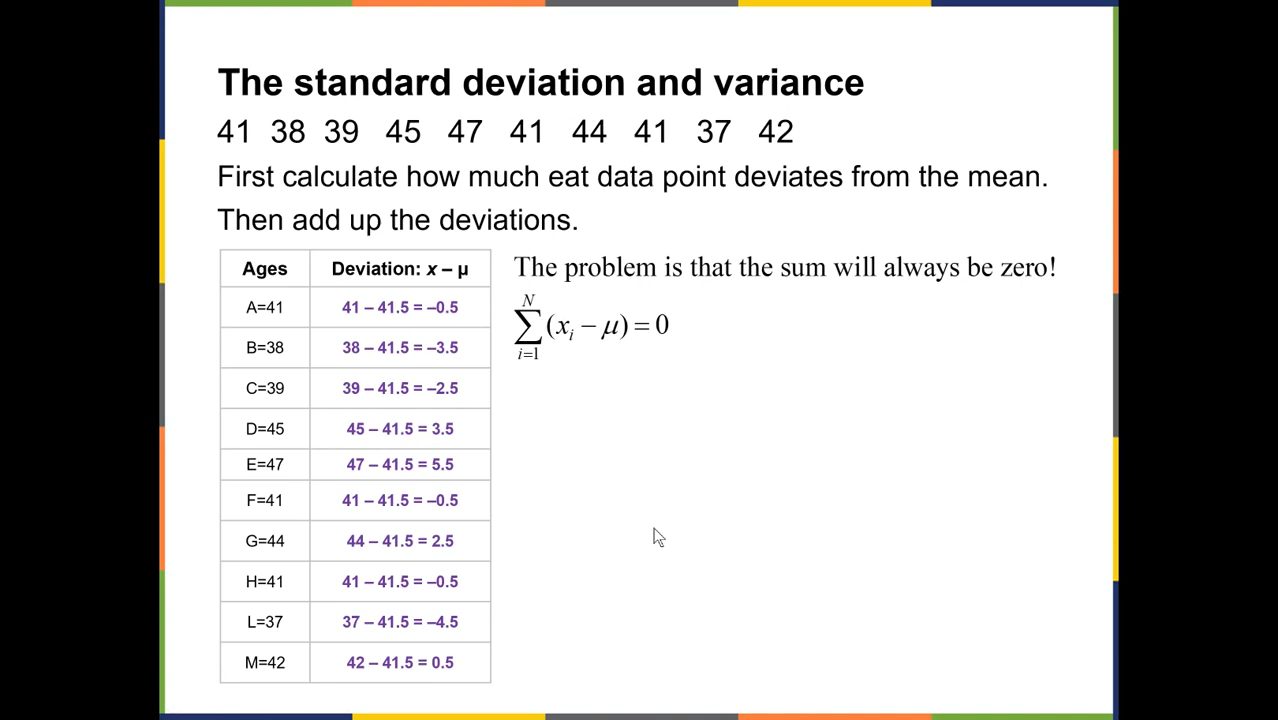 The standard deviation and variance
41 38 39 45 47 41 44 41 37 42
First calculate how much eat data point deviates from the mean.
Then add up the deviations.
Ages Deviation: x – μ
A=41 41 – 41.5 = –0.5
B=38 38 – 41.5 = –3.5
C=39 39 – 41.5 = –2.5
D=45 45 – 41.5 = 3.5
E=47 47 – 41.5 = 5.5
F=41 41 – 41.5 = –0.5
G=44 44 – 41.5 = 2.5
H=41 41 – 41.5 = –0.5
L=37 37 – 41.5 = –4.5
M=42 42 – 41.5 = 0.5
The problem is that the sum will always be zero!
N
∑(xᵢ − μ) = 0
i=1